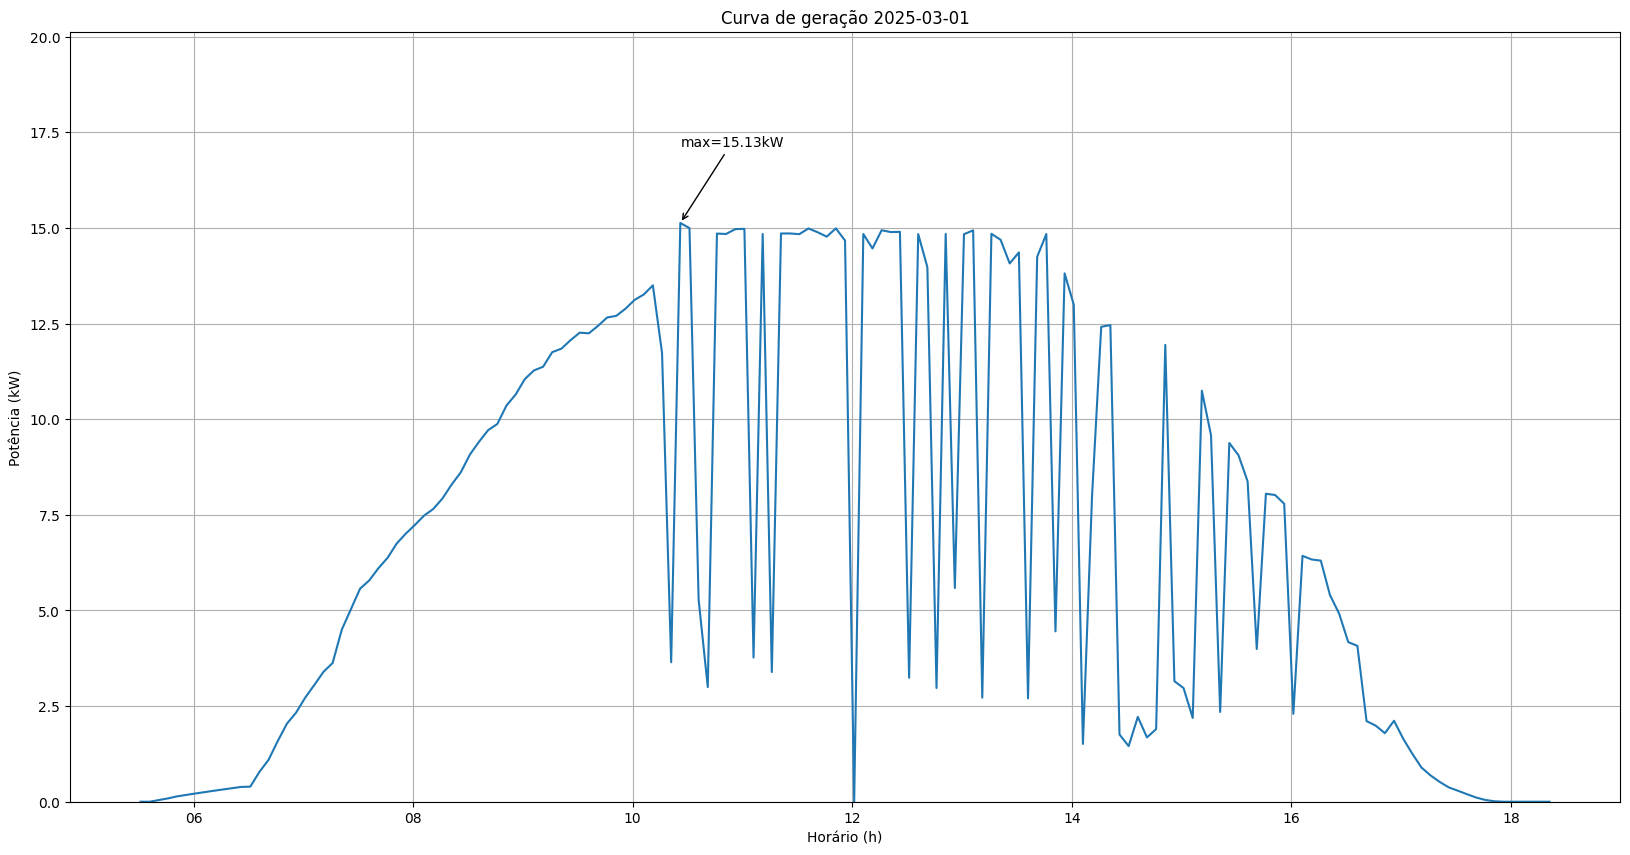 Curva de geração 2025-03-01
20.0
17.5
max=15.13kW
15.0
12.5
10.0
Potência (kW)
7.5
5.0
2.5
0.0
06 08 10 12 14 16 18
Horário (h)